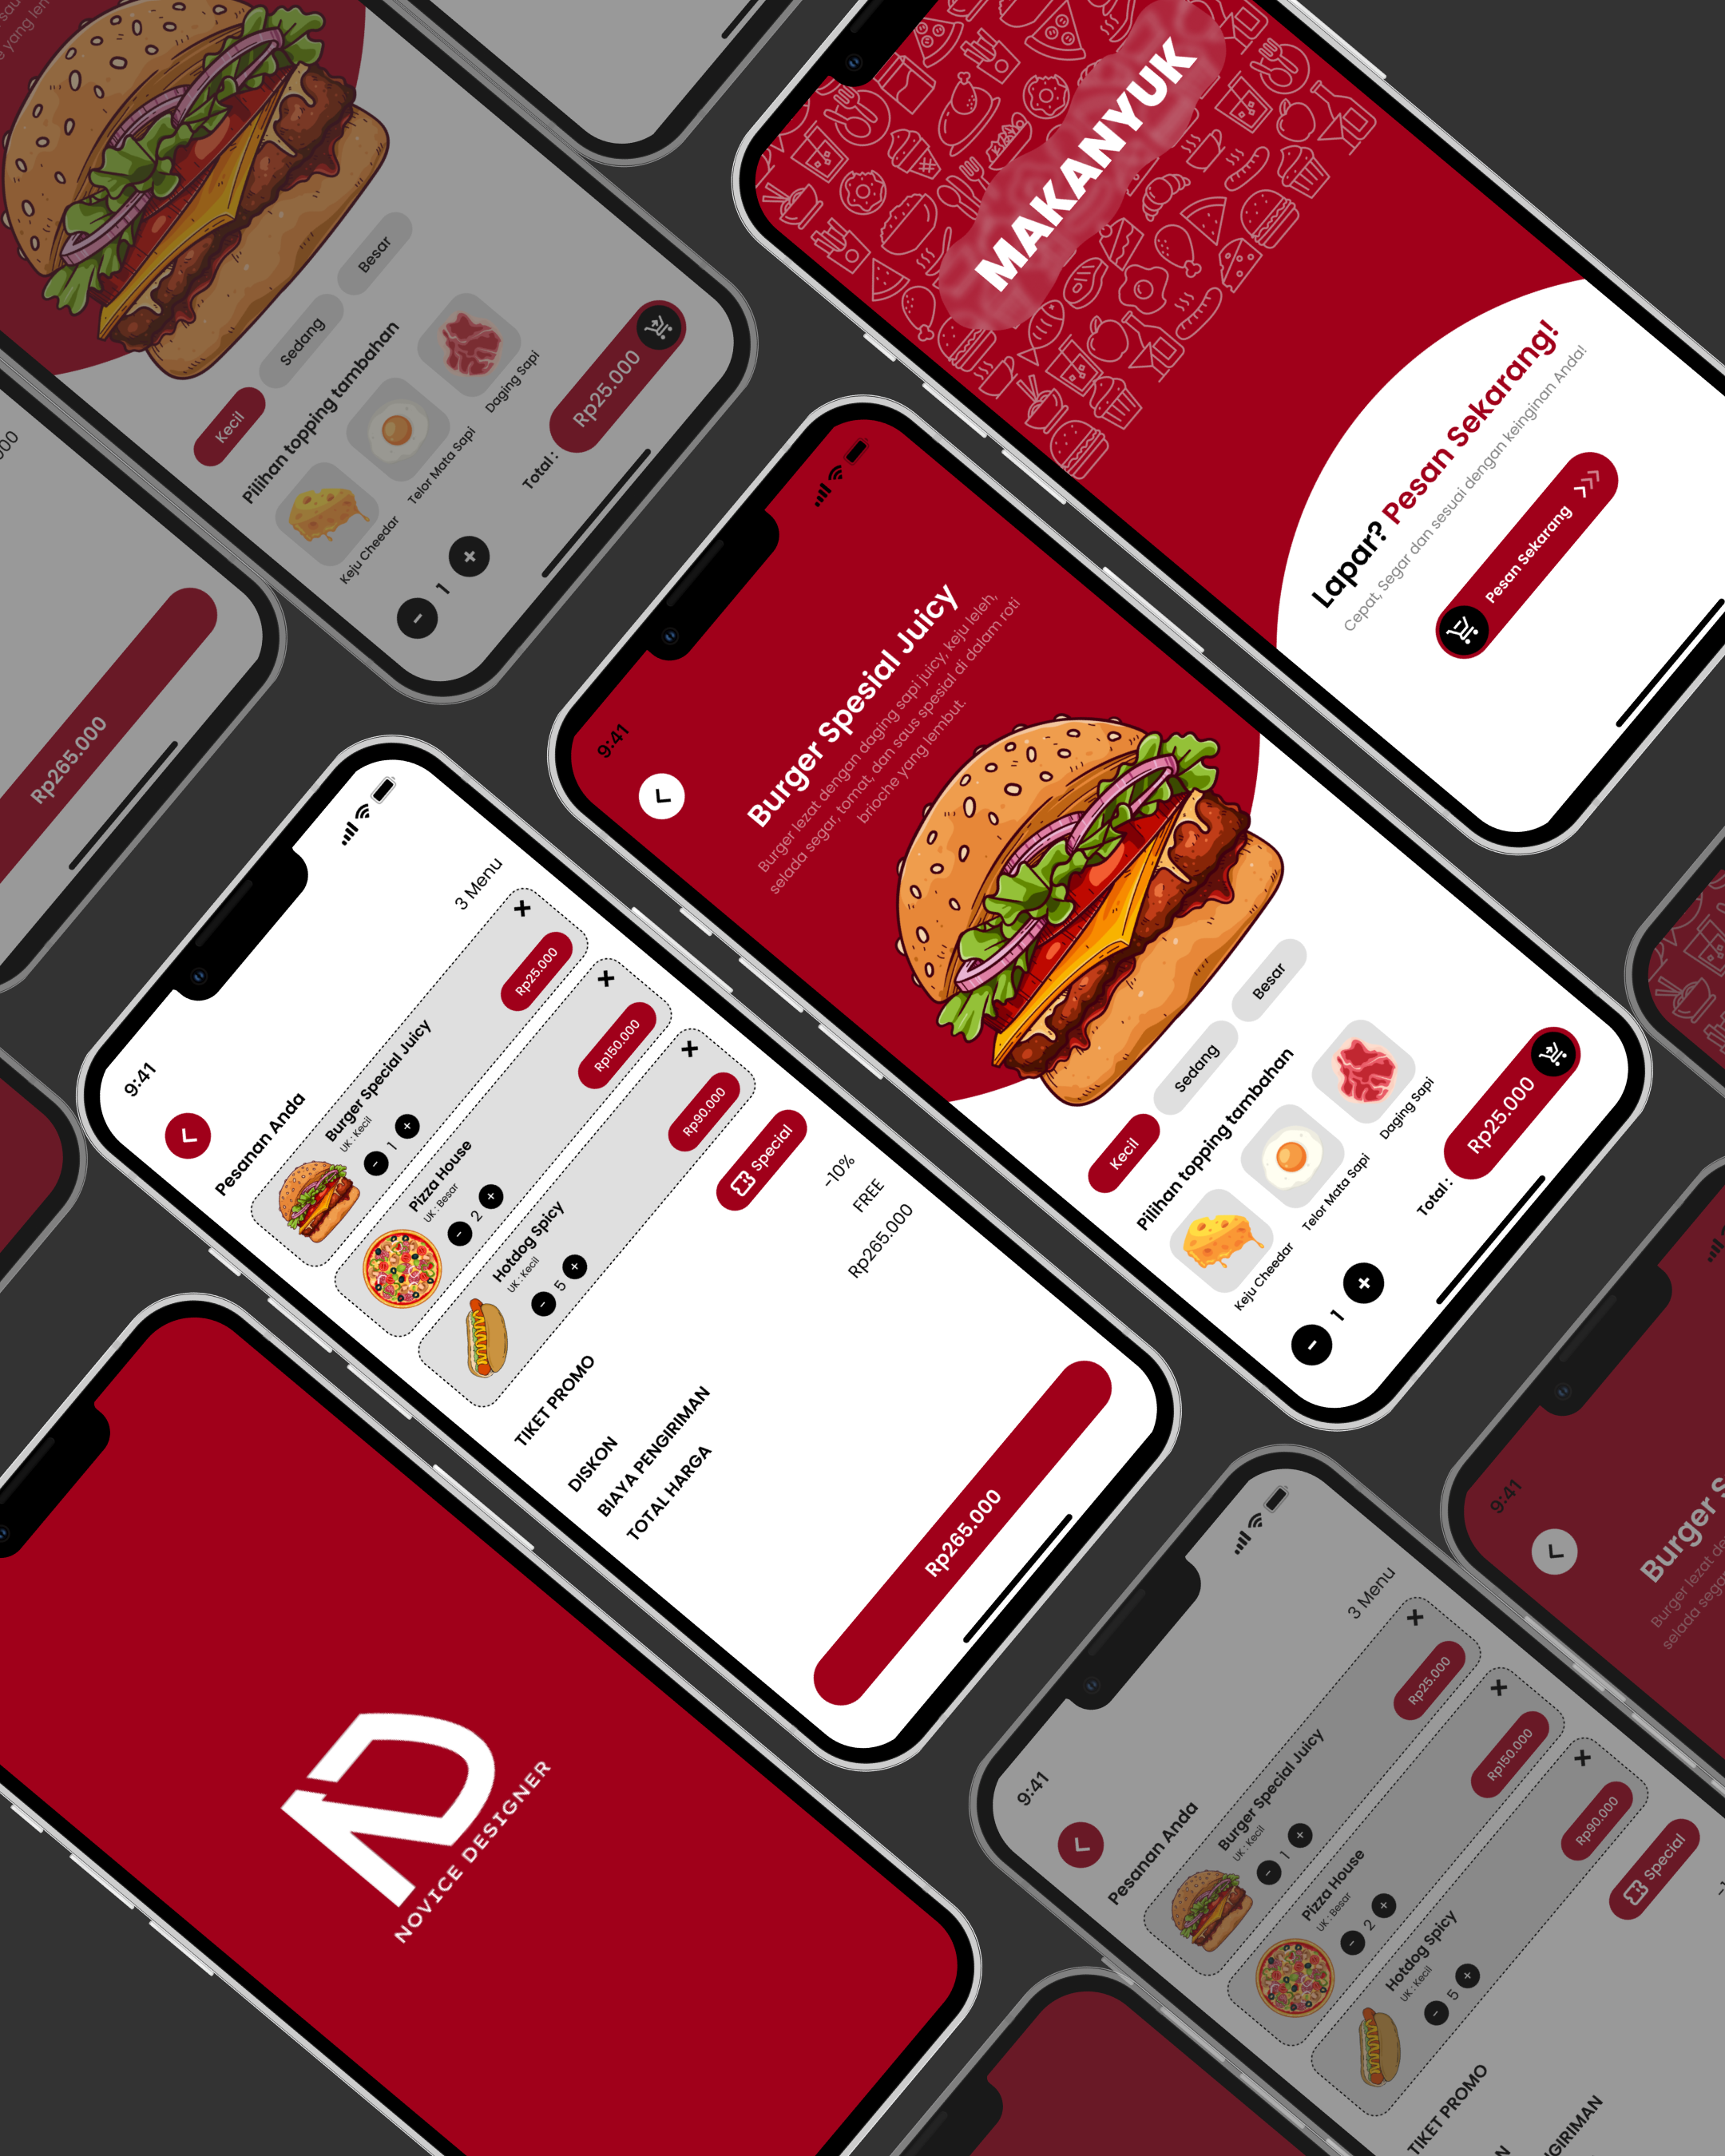 MAKANYUK
Lapar? Pesan Sekarang!
Cepat, Segar dan sesuai dengan keinginan Anda!
Pesan Sekarang
9:41
Burger Spesial Juicy
Burger lezat dengan daging sapi juicy, keju leleh,
selada segar, tomat, dan saus spesial di dalam roti
brioche yang lembut.
Kecil
Sedang
Besar
Pilihan topping tambahan
Keju Cheedar
Telor Mata Sapi
Daging Sapi
- 1 +
Total :
Rp25.000
9:41
Pesanan Anda
3 Menu
Burger Special Juicy
UK : Kecil
- 1 +
Rp25.000
+
Pizza House
UK : Besar
- 2 +
Rp150.000
+
Hotdog Spicy
UK : Kecil
- 5 +
Rp90.000
+
TIKET PROMO
Special
DISKON
-10%
BIAYA PENGIRIMAN
FREE
TOTAL HARGA
Rp265.000
Rp265.000
ND
NOVICE DESIGNER
Kecil
Sedang
Besar
Pilihan topping tambahan
Keju Cheedar
Telor Mata Sapi
Daging Sapi
- 1 +
Total :
Rp25.000
Rp265.000
9:41
Pesanan Anda
3 Menu
Burger Special Juicy
UK : Kecil
- 1 +
Rp25.000
+
Pizza House
UK : Besar
- 2 +
Rp150.000
+
Hotdog Spicy
UK : Kecil
- 5 +
Rp90.000
+
TIKET PROMO
Special
9:41
Burger S
Burger lezat de
selada sega